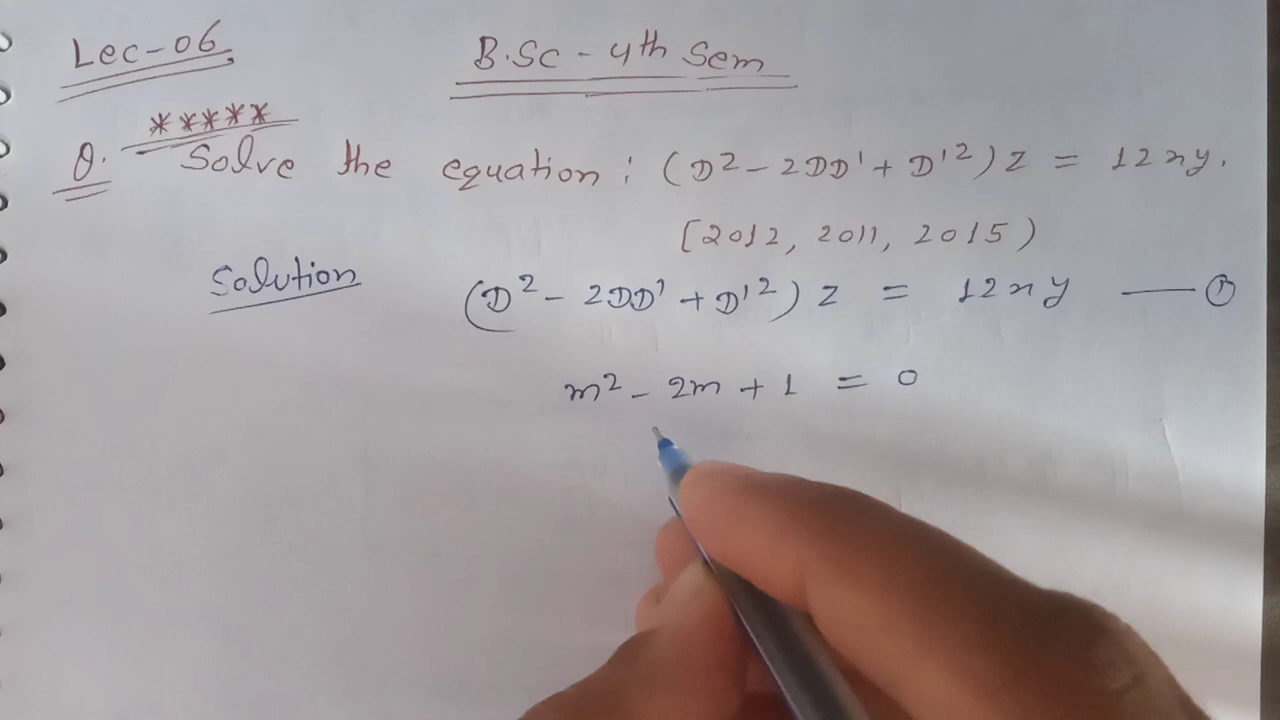 Lec-06
B.Sc - 4th Sem
*****
Q. Solve the equation : (D² - 2DD' + D'²) Z = 12xy.
[2012, 2011, 2015)
Solution (D² - 2DD' + D'²) Z = 12xy — ①
m² - 2m + 1 = 0